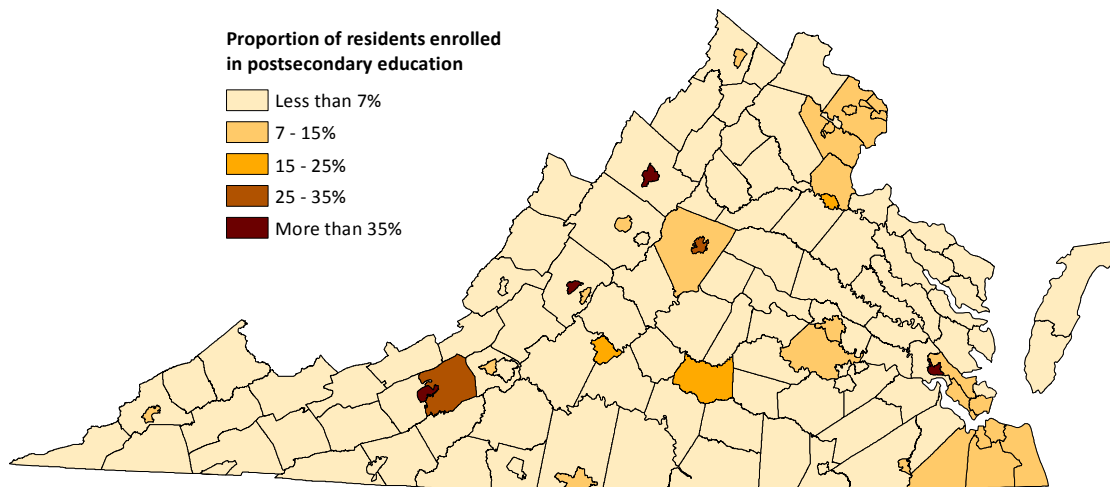 Proportion of residents enrolled
in postsecondary education
Less than 7%
7 - 15%
15 - 25%
25 - 35%
More than 35%